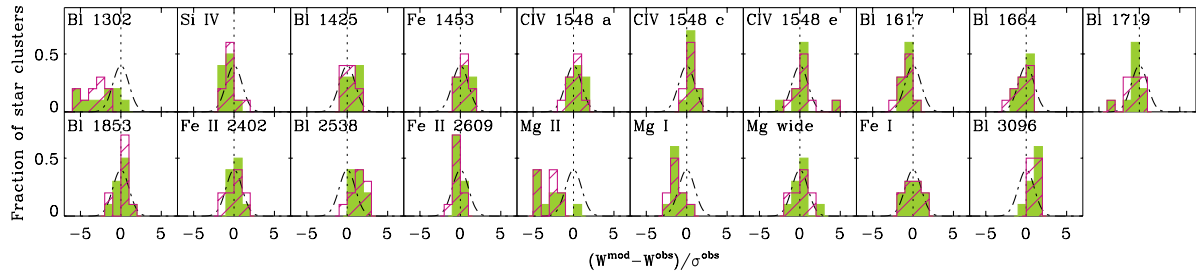 Bl 1302 Si IV Bl 1425 Fe 1453 CIV 1548 a CIV 1548 c CIV 1548 e Bl 1617 Bl 1664 Bl 1719
0.5
0
Bl 1853 Fe II 2402 Bl 2538 Fe II 2609 Mg II Mg I Mg wide Fe I Bl 3096
0.5
0
Fraction of star clusters
-5 0 5 -5 0 5 -5 0 5 -5 0 5 -5 0 5 -5 0 5 -5 0 5 -5 0 5 -5 0 5
(W^mod-W^obs)/σ^obs